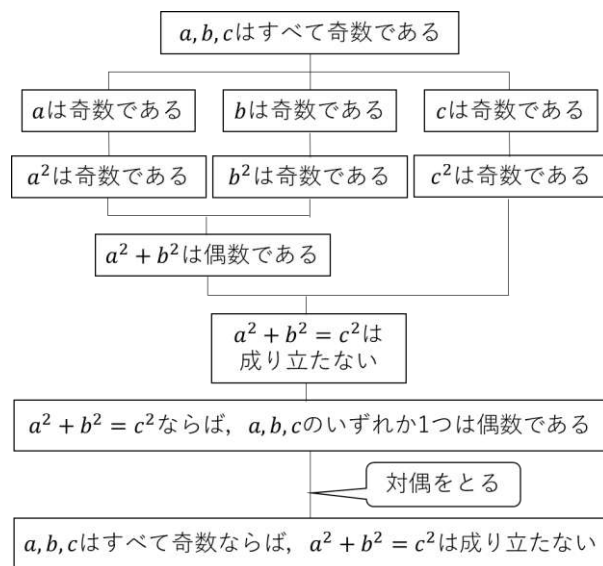 a, b, cはすべて奇数である
aは奇数である
bは奇数である
cは奇数である
a²は奇数である
b²は奇数である
c²は奇数である
a² + b²は偶数である
a² + b² = c²は
成り立たない
a² + b² = c²ならば，a, b, cのいずれか1つは偶数である
対偶をとる
a, b, cはすべて奇数ならば，a² + b² = c²は成り立たない